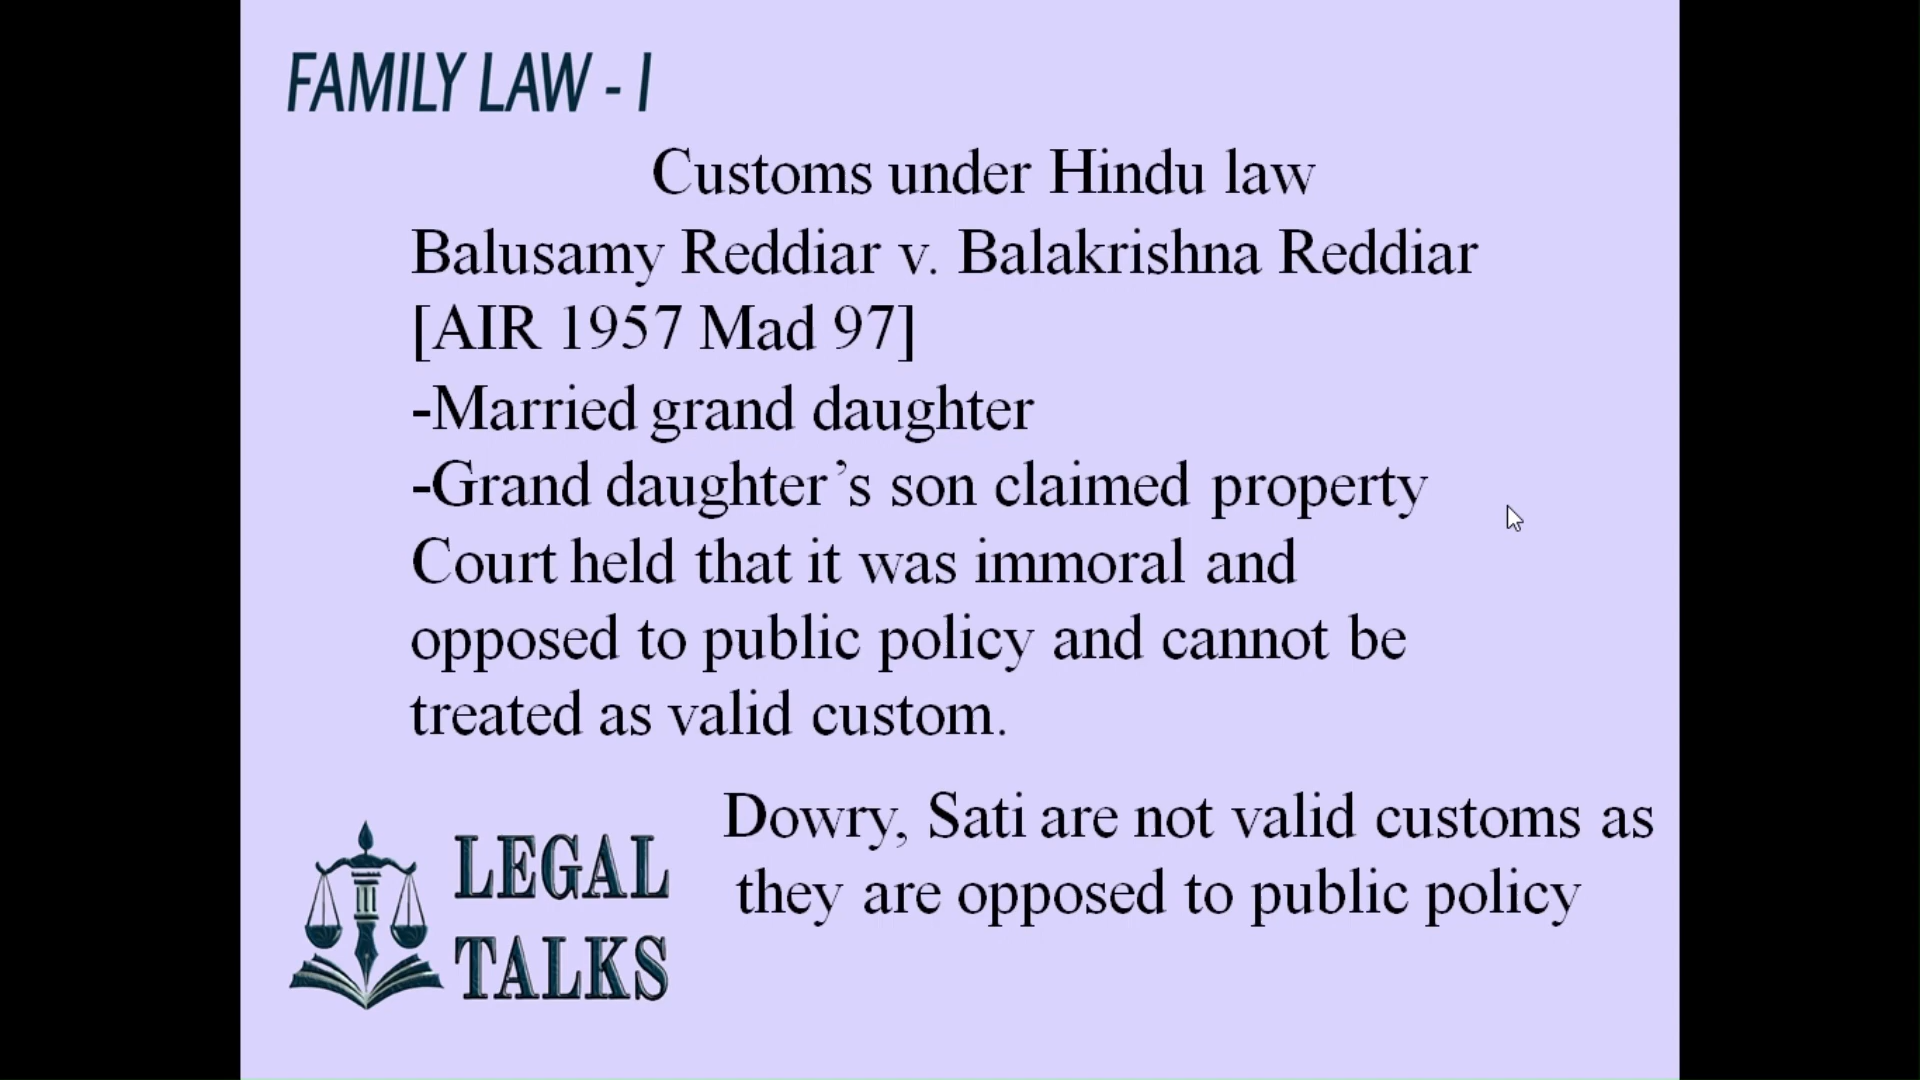 FAMILY LAW - I
Customs under Hindu law
Balusamy Reddiar v. Balakrishna Reddiar
[AIR 1957 Mad 97]
-Married grand daughter
-Grand daughter’s son claimed property
Court held that it was immoral and
opposed to public policy and cannot be
treated as valid custom.
Dowry, Sati are not valid customs as
they are opposed to public policy
LEGAL
TALKS